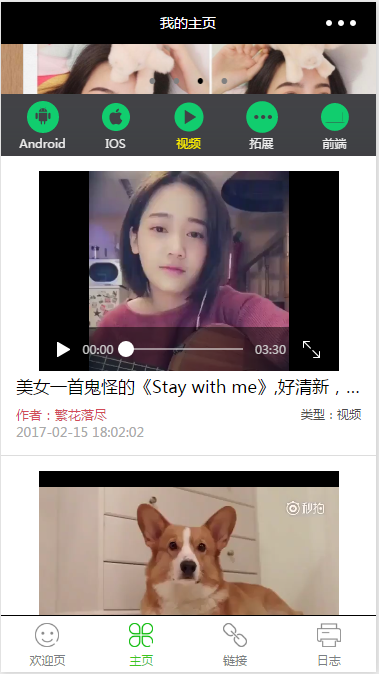 我的主页
Android
IOS
视频
拓展
前端
00:00
03:30
美女一首鬼怪的《Stay with me》,好清新，...
作者：繁花落尽
类型：视频
2017-02-15 18:02:02
秒拍
欢迎页
主页
链接
日志